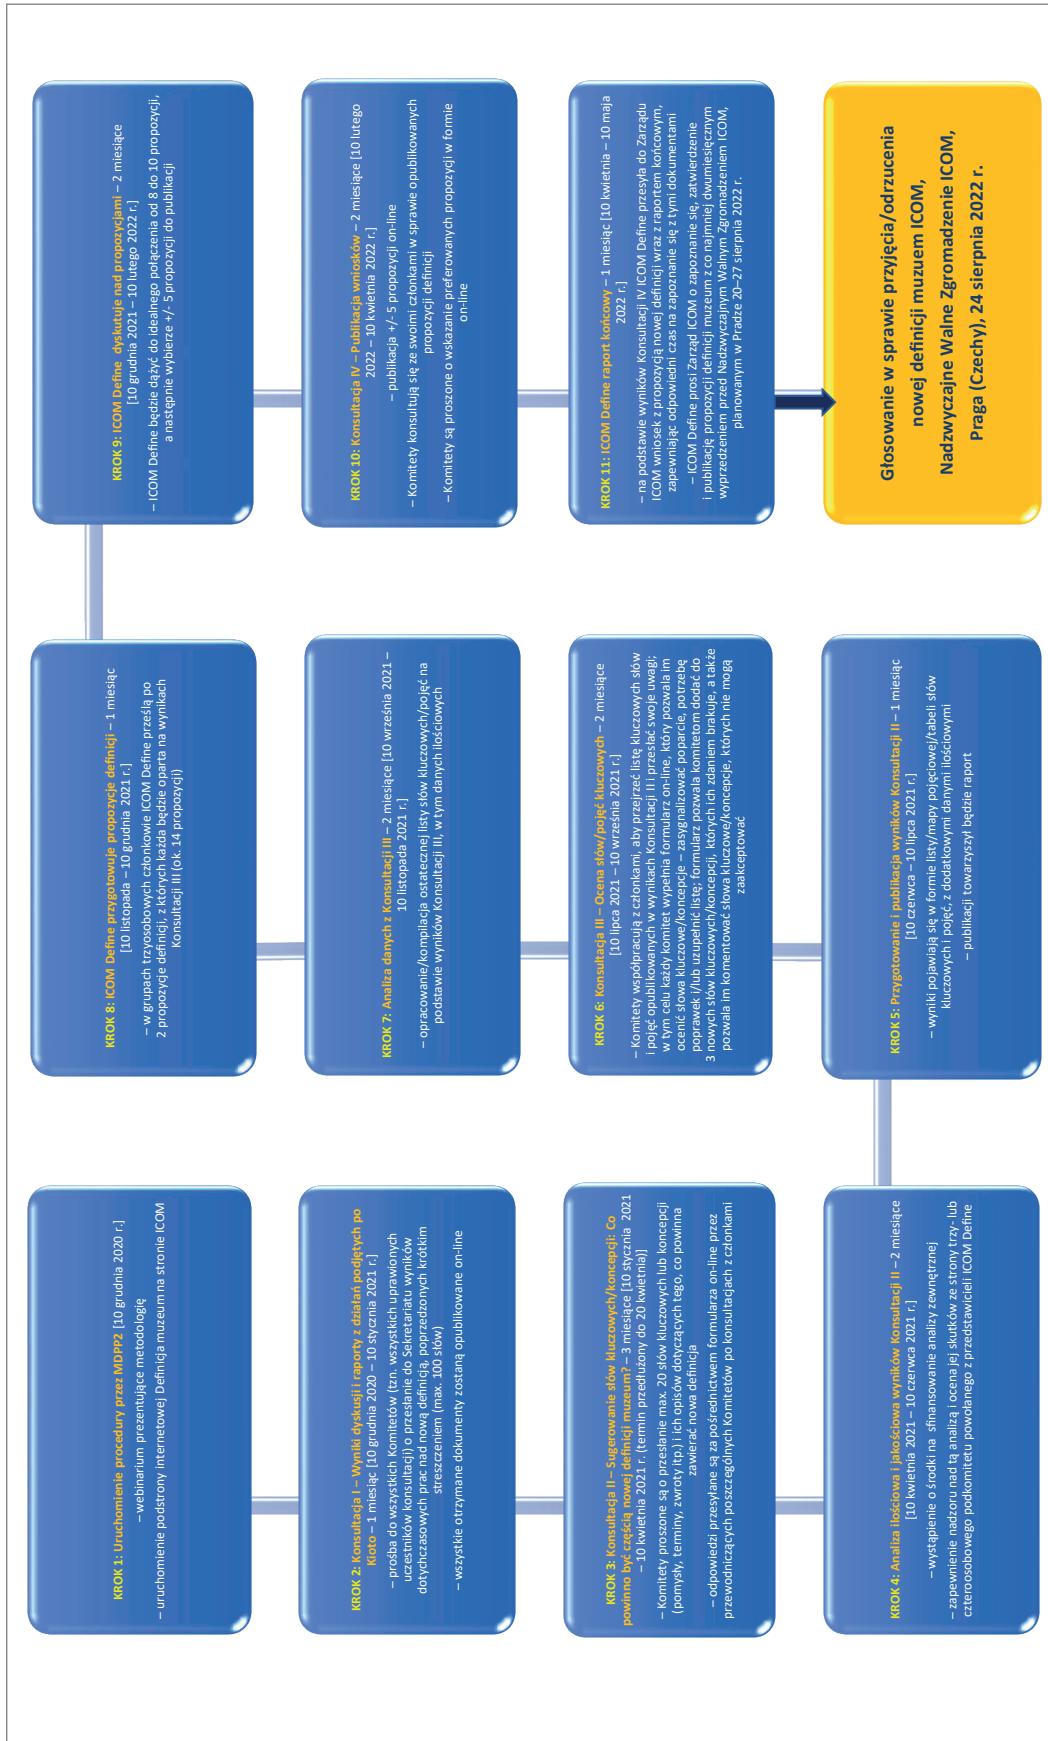 KROK 1: Uruchomienie procedury przez MDPP2 [10 grudnia 2020 r.]
– webinarium prezentujące metodologię
– uruchomienie podstrony internetowej Definicja muzeum na stronie ICOM
KROK 2: Konsultacja I – Wyniki dyskusji i raporty z działań podjętych po
Kioto – 1 miesiąc [10 grudnia 2020 – 10 stycznia 2021 r.]
– prośba do wszystkich Komitetów (tzn. wszystkich uprawionych
uczestników konsultacji) o przesłanie do Sekretariatu wyników
dotychczasowych prac nad nową definicją, poprzedzonych krótkim
streszczeniem (max. 100 słów)
– wszystkie otrzymane dokumenty zostaną opublikowane on-line
KROK 3: Konsultacja II – Sugerowanie słów kluczowych/koncepcji: Co
powinno być częścią nowej definicji muzeum? – 3 miesiące [10 stycznia 2021
– 10 kwietnia 2021 r. (termin przedłużony do 20 kwietnia)]
– Komitety proszone są o przesłanie max. 20 słów kluczowych lub koncepcji
(pomysły, terminy, zwroty itp.) i ich opisów dotyczących tego, co powinna
zawierać nowa definicja
– odpowiedzi przesyłane są za pośrednictwem formularza on-line przez
przewodniczących poszczególnych Komitetów po konsultacjach z członkami
KROK 4: Analiza ilościowa i jakościowa wyników Konsultacji II – 2 miesiące
[10 kwietnia 2021 – 10 czerwca 2021 r.]
– wystąpienie o środki na sfinansowanie analizy zewnętrznej
– zapewnienie nadzoru nad tą analizą i ocena jej skutków ze strony trzy- lub
czteroosobowego podkomitetu powołanego z przedstawicieli ICOM Define
KROK 5: Przygotowanie i publikacja wyników Konsultacji II – 1 miesiąc
[10 czerwca – 10 lipca 2021 r.]
– wyniki pojawiają się w formie listy/mapy pojęciowej/tabeli słów
kluczowych i pojęć, z dodatkowymi danymi ilościowymi
– publikacji towarzyszył będzie raport
KROK 6: Konsultacja III – Ocena słów/pojęć kluczowych – 2 miesiące
[10 lipca 2021 – 10 września 2021 r.]
– Komitety współpracują z członkami, aby przejrzeć listę kluczowych słów
i pojęć opublikowanych w wynikach Konsultacji II i przesłać swoje uwagi;
w tym celu każdy komitet wypełnia formularz on-line, który pozwala im
ocenić słowa kluczowe/koncepcje – zasygnalizować poparcie, potrzebę
poprawek i/lub uzupełnić listę; formularz pozwala komitetom dodać do
3 nowych słów kluczowych/koncepcji, których ich zdaniem brakuje, a także
pozwala im komentować słowa kluczowe/koncepcje, których nie mogą
zaakceptować
KROK 7: Analiza danych z Konsultacji III – 2 miesiące [10 września 2021 –
10 listopada 2021 r.]
– opracowanie/kompilacja ostatecznej listy słów kluczowych/pojęć na
podstawie wyników Konsultacji III, w tym danych ilościowych
KROK 8: ICOM Define przygotowuje propozycje definicji – 1 miesiąc
[10 listopada – 10 grudnia 2021 r.]
– w grupach trzyosobowych członkowie ICOM Define prześlą po
2 propozycje definicji, z których każda będzie oparta na wynikach
Konsultacji III (ok. 14 propozycji)
KROK 9: ICOM Define dyskutuje nad propozycjami – 2 miesiące
[10 grudnia 2021 – 10 lutego 2022 r.]
– ICOM Define będzie dążyć do idealnego połączenia od 8 do 10 propozycji,
a następnie wybierze +/- 5 propozycji do publikacji
KROK 10: Konsultacja IV – Publikacja wniosków – 2 miesiące [10 lutego
2022 – 10 kwietnia 2022 r.]
– publikacja +/- 5 propozycji on-line
– Komitety konsultują się ze swoimi członkami w sprawie opublikowanych
propozycji definicji
– Komitety są proszone o wskazanie preferowanych propozycji w formie
on-line
KROK 11: ICOM Define raport końcowy – 1 miesiąc [10 kwietnia – 10 maja
2022 r.]
– na podstawie wyników Konsultacji IV ICOM Define przesyła do Zarządu
ICOM wniosek z propozycją nowej definicji wraz z raportem końcowym,
zapewniając odpowiedni czas na zapoznanie się z tymi dokumentami
– ICOM Define prosi Zarząd ICOM o zapoznanie się, zatwierdzenie
i publikację propozycji definicji muzeum z co najmniej dwumiesięcznym
wyprzedzeniem przed Nadzwyczajnym Walnym Zgromadzeniem ICOM,
planowanym w Pradze 20–27 sierpnia 2022 r.
Głosowanie w sprawie przyjęcia/odrzucenia
nowej definicji muzuem ICOM,
Nadzwyczajne Walne Zgromadzenie ICOM,
Praga (Czechy), 24 sierpnia 2022 r.